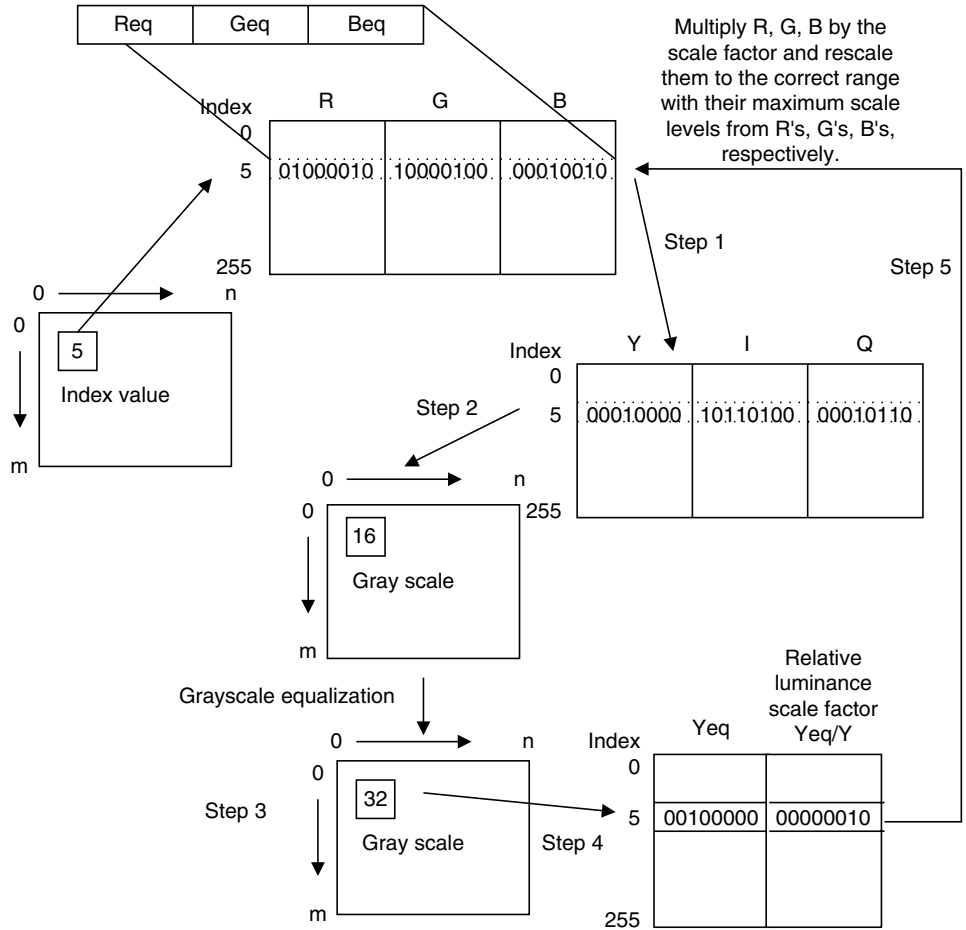 Req Geq Beq
Multiply R, G, B by the
scale factor and rescale
them to the correct range
with their maximum scale
levels from R's, G's, B's,
respectively.
Index R G B
0
5 01000010 10000100 00010010
255
Step 1
Step 5
0 n
0
5
Index value
m
Index Y I Q
0
5 00010000 10110100 00010110
255
Step 2
0 n
0
16
Gray scale
m
Grayscale equalization
Relative
luminance
scale factor
Yeq/Y
Yeq
0 n
0
32
Gray scale
m
Step 3
Step 4
Index
0
5 00100000 00000010
255